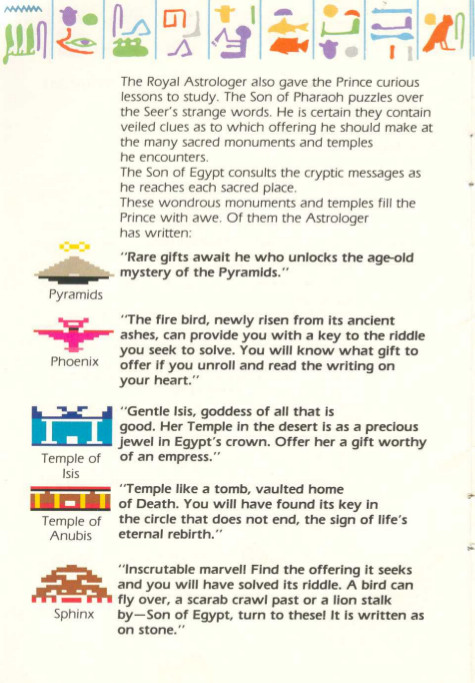 The Royal Astrologer also gave the Prince curious
lessons to study. The Son of Pharaoh puzzles over
the Seer's strange words. He is certain they contain
veiled clues as to which offering he should make at
the many sacred monuments and temples
he encounters.
The Son of Egypt consults the cryptic messages as
he reaches each sacred place.
These wondrous monuments and temples fill the
Prince with awe. Of them the Astrologer
has written:
"Rare gifts await he who unlocks the age-old
mystery of the Pyramids."
Pyramids
"The fire bird, newly risen from its ancient
ashes, can provide you with a key to the riddle
you seek to solve. You will know what gift to
offer if you unroll and read the writing on
your heart."
Phoenix
"Gentle Isis, goddess of all that is
good. Her Temple in the desert is as a precious
jewel in Egypt's crown. Offer her a gift worthy
of an empress."
Temple of
Isis
"Temple like a tomb, vaulted home
of Death. You will have found its key in
the circle that does not end, the sign of life's
eternal rebirth."
Temple of
Anubis
"Inscrutable marvel! Find the offering it seeks
and you will have solved its riddle. A bird can
fly over, a scarab crawl past or a lion stalk
by—Son of Egypt, turn to these! It is written as
on stone."
Sphinx